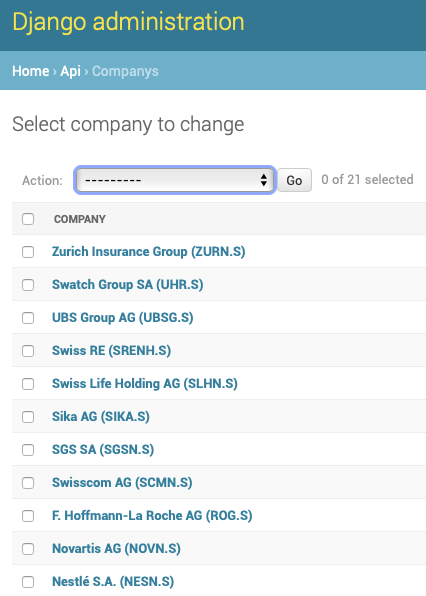 Django administration
Home › Api › Companys
Select company to change
Action: --------- Go 0 of 21 selected
COMPANY
Zurich Insurance Group (ZURN.S)
Swatch Group SA (UHR.S)
UBS Group AG (UBSG.S)
Swiss RE (SRENH.S)
Swiss Life Holding AG (SLHN.S)
Sika AG (SIKA.S)
SGS SA (SGSN.S)
Swisscom AG (SCMN.S)
F. Hoffmann-La Roche AG (ROG.S)
Novartis AG (NOVN.S)
Nestlé S.A. (NESN.S)